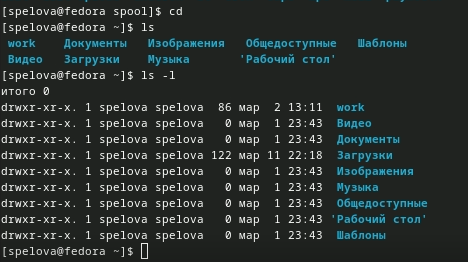 [spelova@fedora spool]$ cd
[spelova@fedora ~]$ ls
work    Документы   Изображения   Общедоступные   Шаблоны
Видео   Загрузки    Музыка       'Рабочий стол'
[spelova@fedora ~]$ ls -l
итого 0
drwxr-xr-x. 1 spelova spelova  86 мар  2 13:11  work
drwxr-xr-x. 1 spelova spelova   0 мар  1 23:43  Видео
drwxr-xr-x. 1 spelova spelova   0 мар  1 23:43  Документы
drwxr-xr-x. 1 spelova spelova 122 мар 11 22:18  Загрузки
drwxr-xr-x. 1 spelova spelova   0 мар  1 23:43  Изображения
drwxr-xr-x. 1 spelova spelova   0 мар  1 23:43  Музыка
drwxr-xr-x. 1 spelova spelova   0 мар  1 23:43  Общедоступные
drwxr-xr-x. 1 spelova spelova   0 мар  1 23:43 'Рабочий стол'
drwxr-xr-x. 1 spelova spelova   0 мар  1 23:43  Шаблоны
[spelova@fedora ~]$